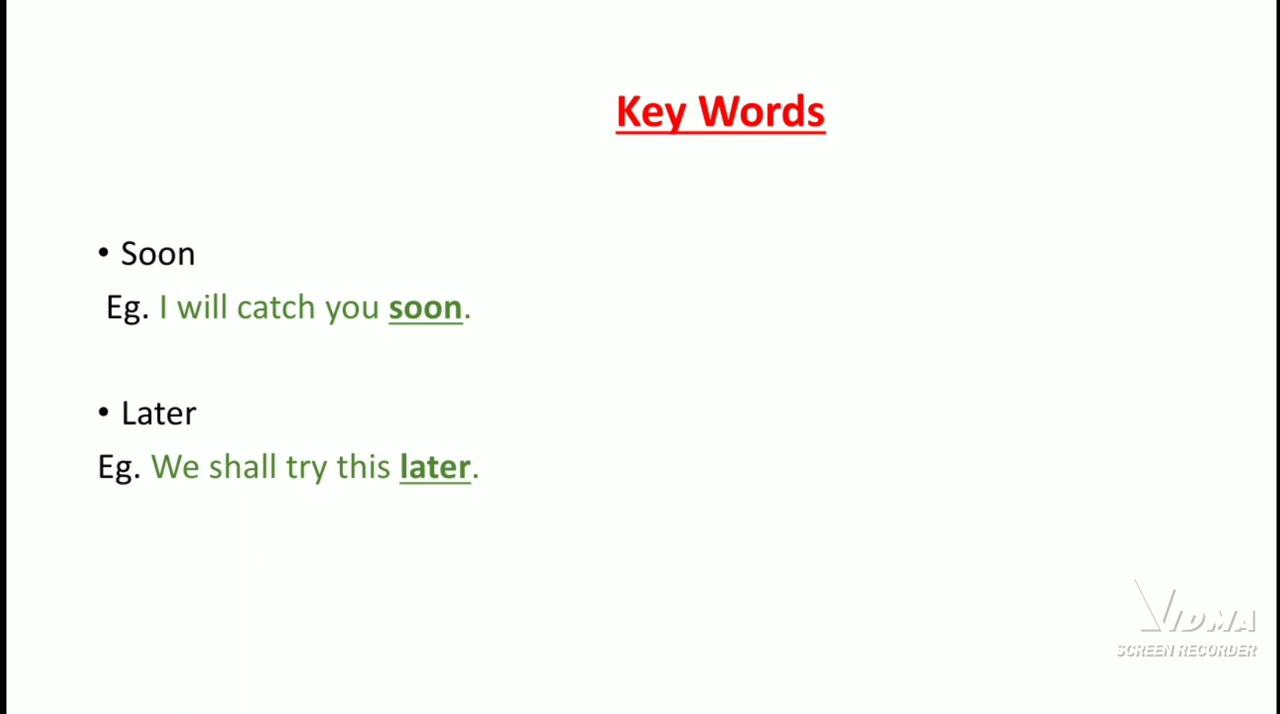 Key Words
• Soon
Eg. I will catch you soon.
• Later
Eg. We shall try this later.
VIDMA
SCREEN RECORDER